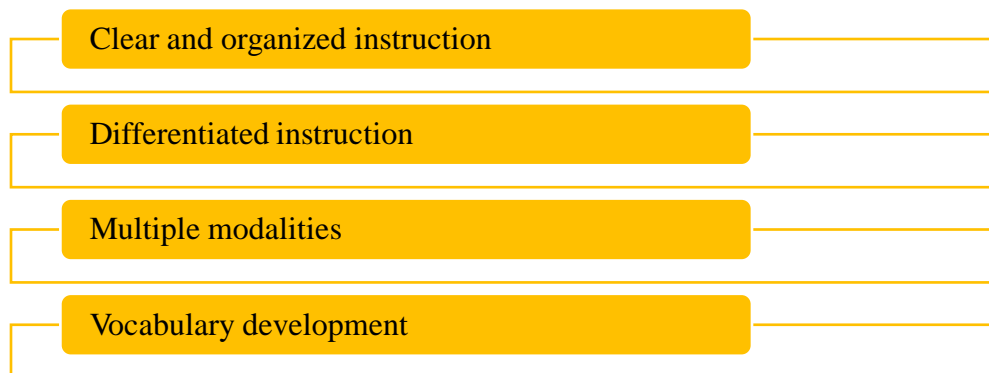 Clear and organized instruction
Differentiated instruction
Multiple modalities
Vocabulary development